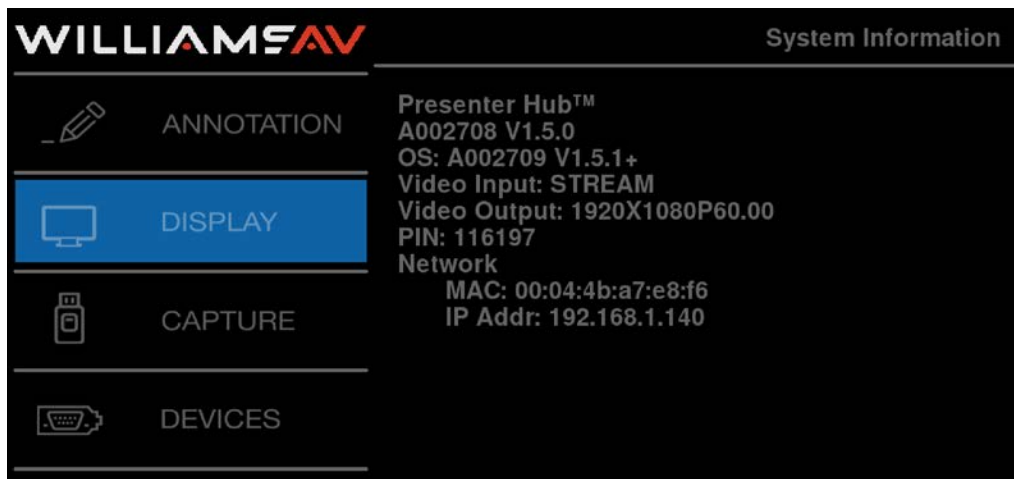 WILLIAMS AV
System Information
ANNOTATION
DISPLAY
CAPTURE
DEVICES
Presenter Hub™
A002708 V1.5.0
OS: A002709 V1.5.1+
Video Input: STREAM
Video Output: 1920X1080P60.00
PIN: 116197
Network
MAC: 00:04:4b:a7:e8:f6
IP Addr: 192.168.1.140